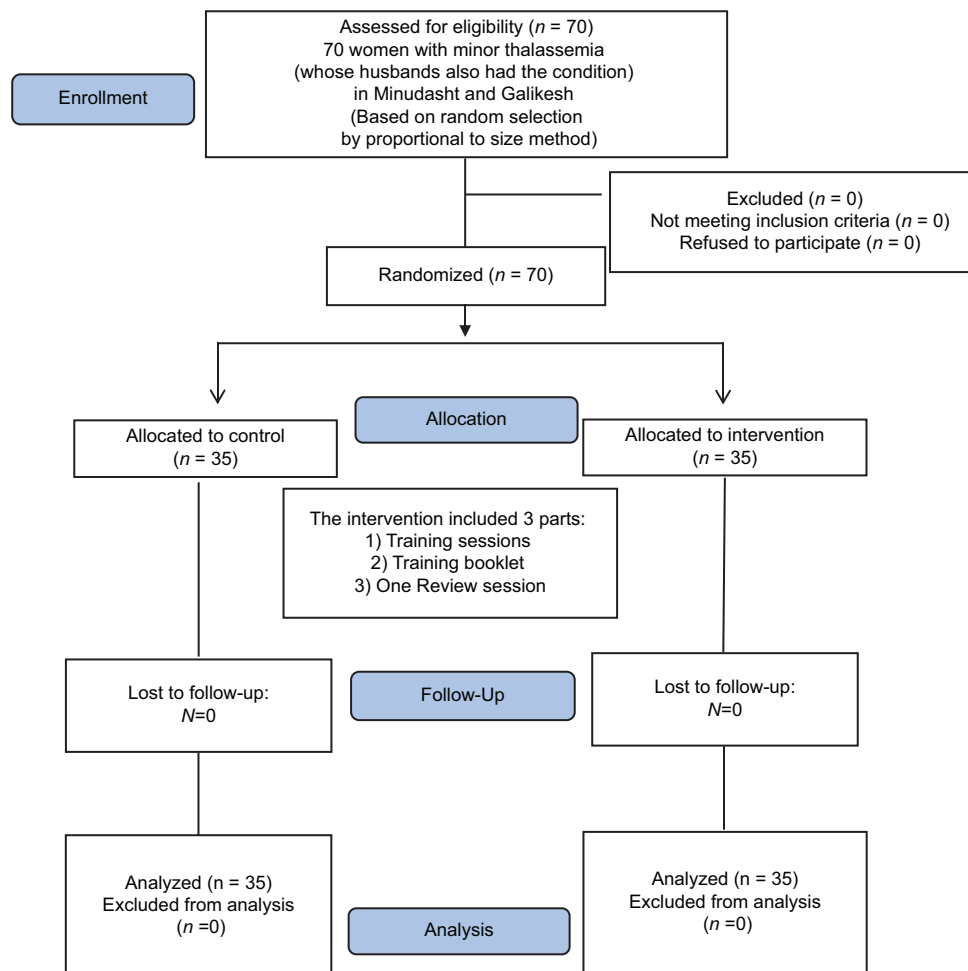 Assessed for eligibility (n = 70)
70 women with minor thalassemia
(whose husbands also had the condition)
in Minudasht and Galikesh
(Based on random selection
by proportional to size method)
Enrollment
Excluded (n = 0)
Not meeting inclusion criteria (n = 0)
Refused to participate (n = 0)
Randomized (n = 70)
Allocation
Allocated to control
(n = 35)
Allocated to intervention
(n = 35)
The intervention included 3 parts:
1) Training sessions
2) Training booklet
3) One Review session
Lost to follow-up:
N=0
Follow-Up
Lost to follow-up:
N=0
Analyzed (n = 35)
Excluded from analysis
(n =0)
Analysis
Analyzed (n = 35)
Excluded from analysis
(n =0)